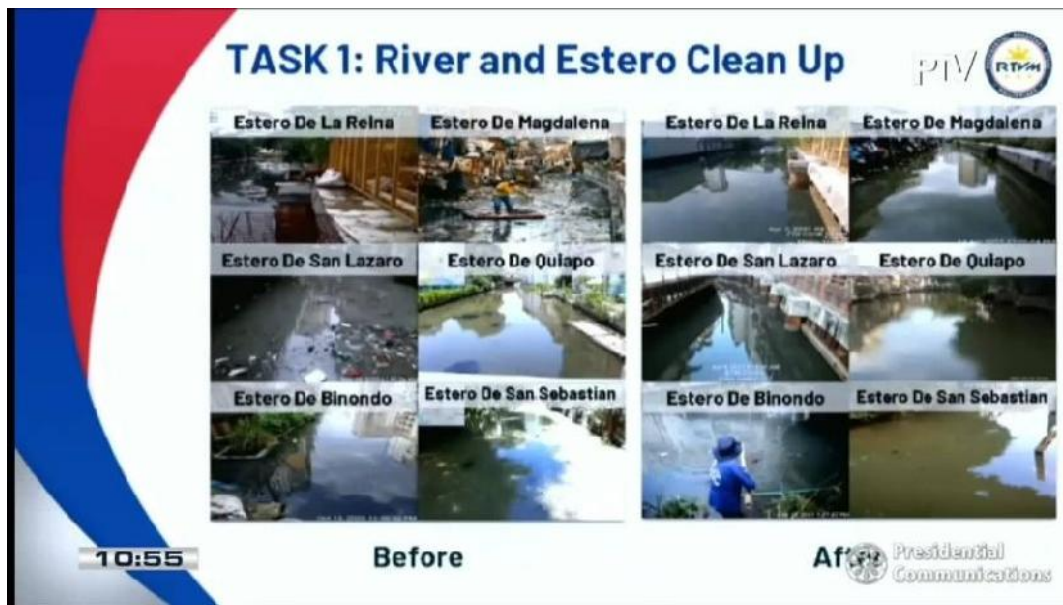 TASK 1: River and Estero Clean Up
PTV
RTVM
Estero De La Reina
Estero De Magdalena
Estero De La Reina
Estero De Magdalena
Estero De San Lazaro
Estero De Quiapo
Estero De San Lazaro
Estero De Quiapo
Estero De Binondo
Estero De San Sebastian
Estero De Binondo
Estero De San Sebastian
10:55
Before
Presidential
Communications